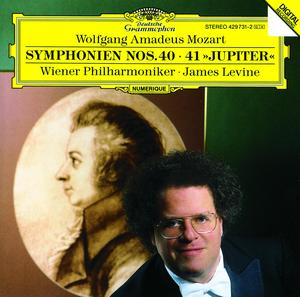 Deutsche
Grammophon
STEREO 429 731-2
DIGITAL
Wolfgang Amadeus Mozart
SYMPHONIEN NOS. 40 · 41 »JUPITER«
Wiener Philharmoniker · James Levine
NUMERIQUE